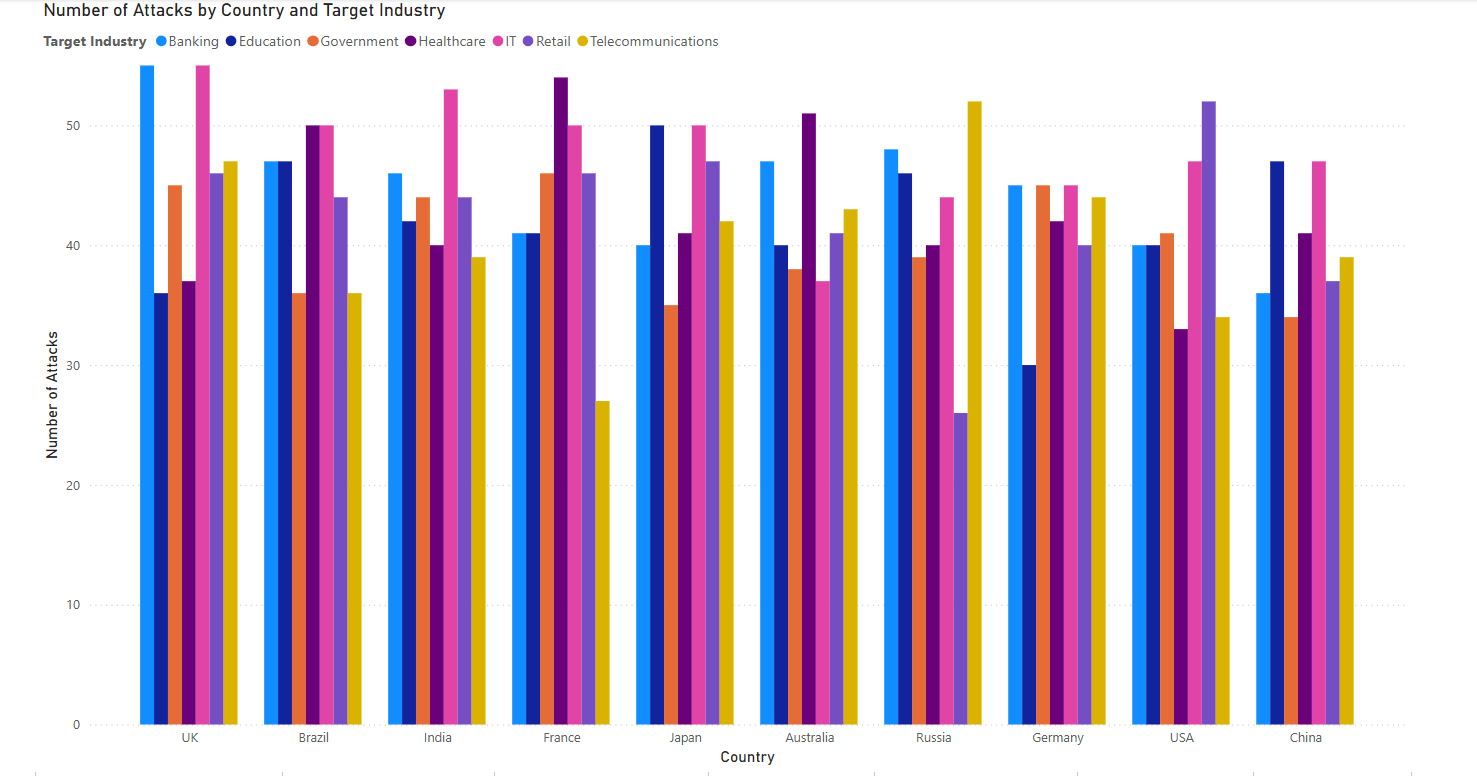 Number of Attacks by Country and Target Industry
Target Industry Banking Education Government Healthcare IT Retail Telecommunications
50
40
30
20
10
0
Number of Attacks
UK Brazil India France Japan Australia Russia Germany USA China
Country